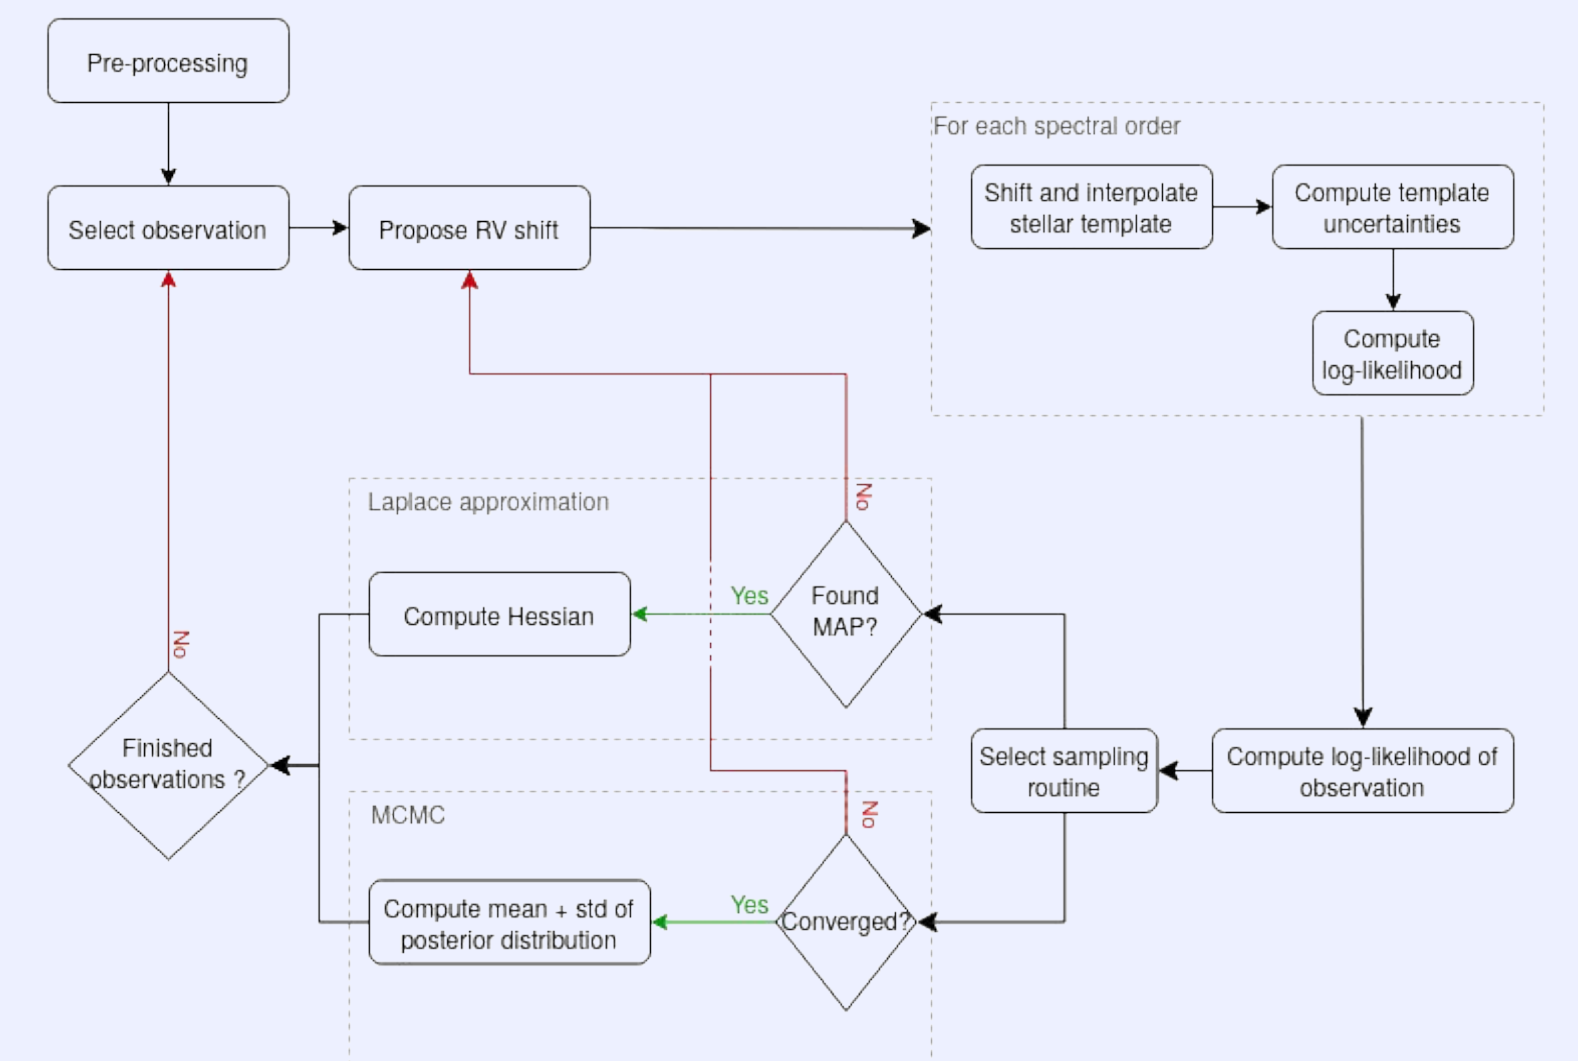 Pre-processing
For each spectral order
Shift and interpolate
stellar template
Compute template
uncertainties
Select observation
Propose RV shift
Compute
log-likelihood
Laplace approximation
No
Found
MAP?
Yes
Compute Hessian
No
Finished
observations ?
Select sampling
routine
Compute log-likelihood of
observation
MCMC
No
Converged?
Yes
Compute mean + std of
posterior distribution